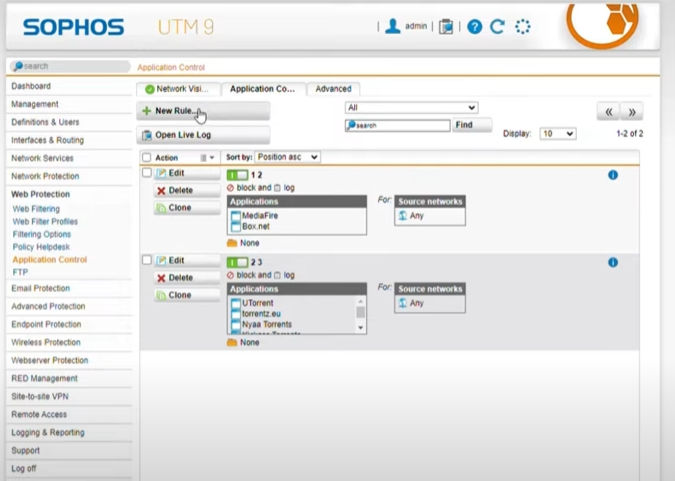 SOPHOS UTM 9 admin
search Application Control
Dashboard
Management
Definitions & Users
Interfaces & Routing
Network Services
Network Protection
Web Protection
Web Filtering
Web Filter Profiles
Filtering Options
Policy Helpdesk
Application Control
FTP
Email Protection
Advanced Protection
Endpoint Protection
Wireless Protection
Webserver Protection
RED Management
Site-to-site VPN
Remote Access
Logging & Reporting
Support
Log off
Network Visi... Application Co... Advanced
+ New Rule... All « »
search Find
Open Live Log Display: 10 1-2 of 2
Action Sort by: Position asc
Edit 1 2
Delete block and log
Clone Applications For: Source networks
MediaFire Any
Box.net
None
Edit 2 3
Delete block and log
Clone Applications For: Source networks
UTorrent Any
torrentz.eu
Nyaa Torrents
None